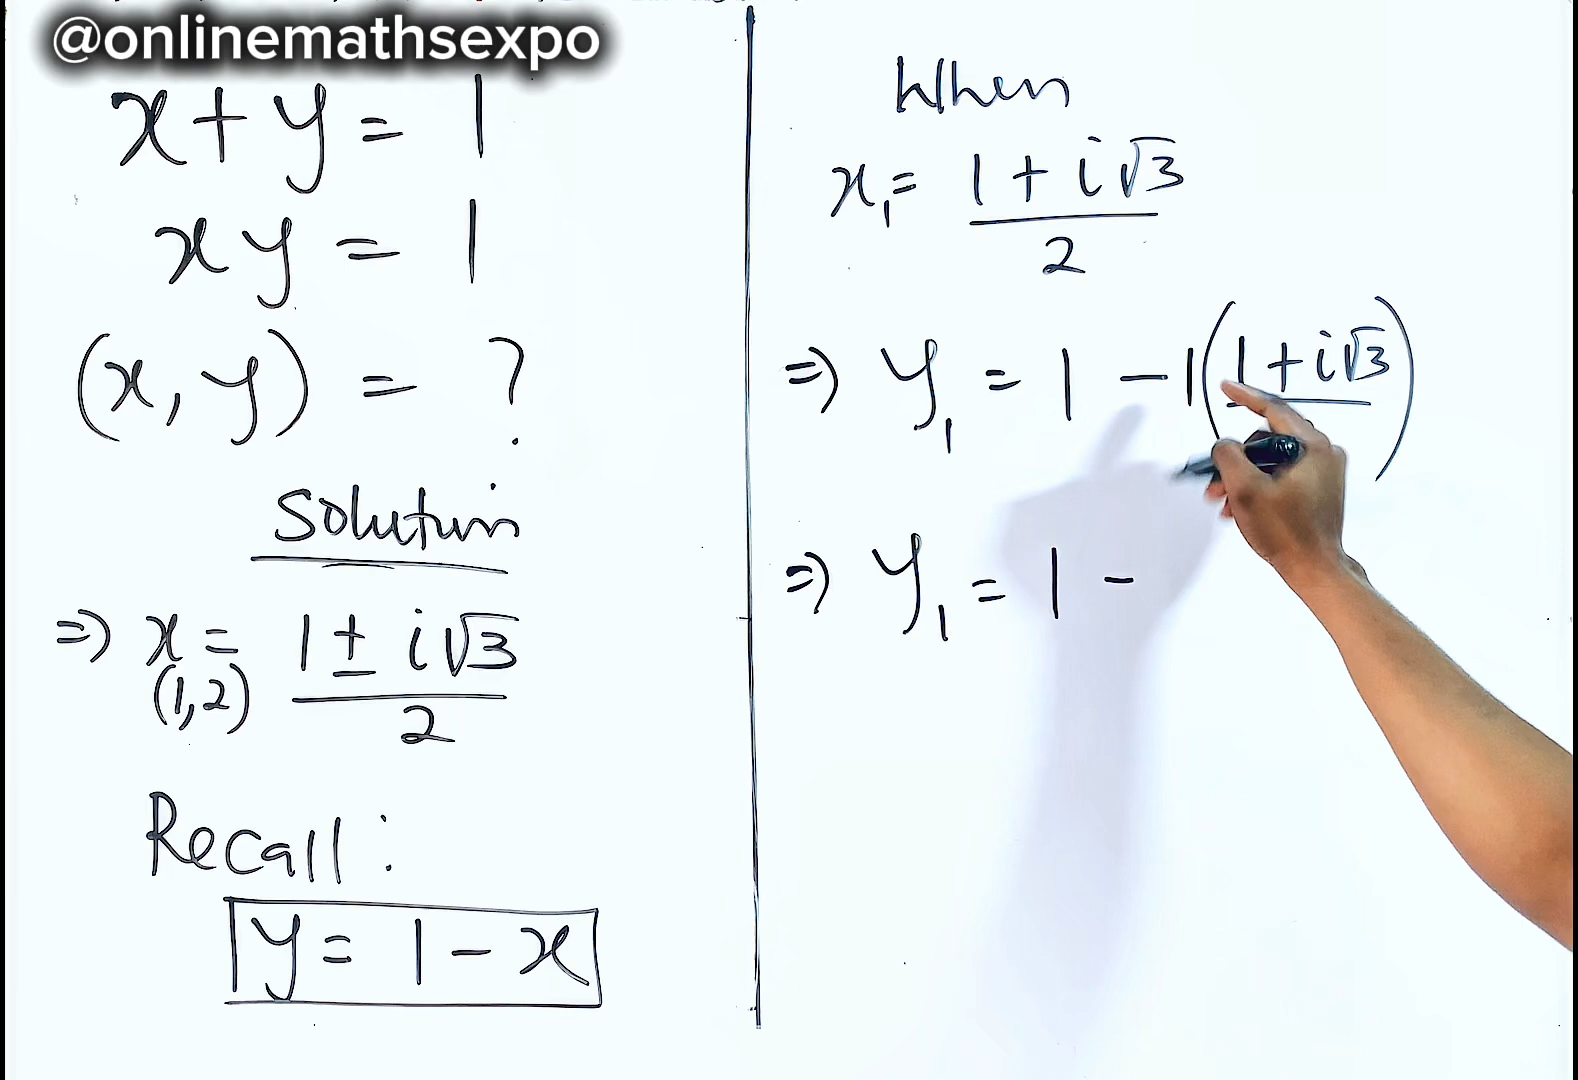 @onlinemathsexpo
x + y = 1
xy = 1
(x, y) = ?
Solution
⇒ x(1,2) = 1 ± i√3
2
Recall:
y = 1 - x
When
x₁ = 1 + i√3
2
⇒ y₁ = 1 - 1(1 + i√3)
⇒ y₁ = 1 -